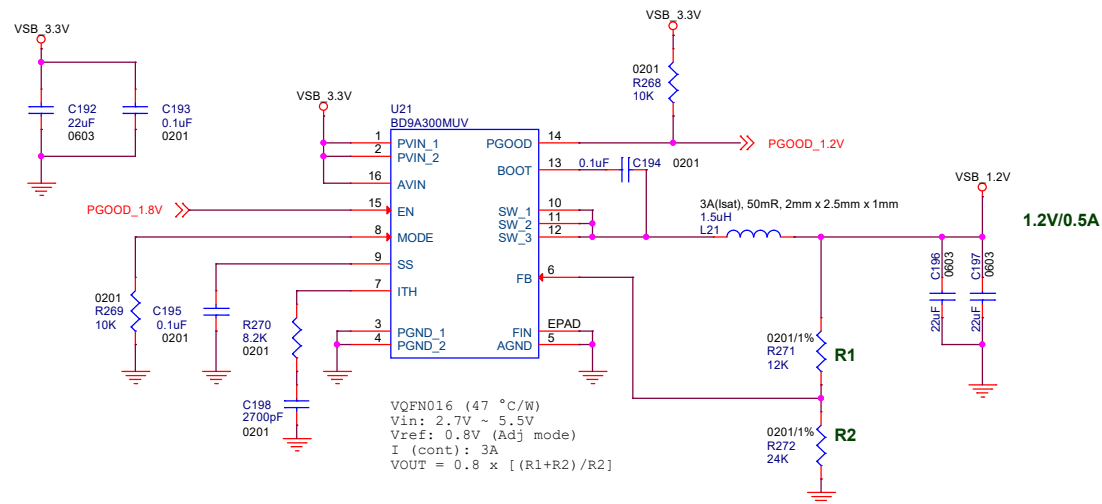 VSB_3.3V
C192
22uF
0603
C193
0.1uF
0201
VSB_3.3V
U21
BD9A300MUV
1 PVIN_1
2 PVIN_2
16 AVIN
15 EN
8 MODE
9 SS
7 ITH
3 PGND_1
4 PGND_2
PGOOD 14
BOOT 13
SW_1 10
SW_2 11
SW_3 12
FB 6
FIN EPAD
AGND 5
PGOOD_1.8V
0201
R269
10K
C195
0.1uF
0201
R270
8.2K
0201
C198
2700pF
0201
VSB_3.3V
0201
R268
10K
PGOOD_1.2V
0.1uF C194 0201
3A(Isat), 50mR, 2mm x 2.5mm x 1mm
1.5uH
L21
VSB_1.2V
1.2V/0.5A
C196
0603
22uF
C197
0603
22uF
0201/1%
R271
12K
R1
0201/1%
R272
24K
R2
VQFN016 (47 °C/W)
Vin: 2.7V ~ 5.5V
Vref: 0.8V (Adj mode)
I (cont): 3A
VOUT = 0.8 x [(R1+R2)/R2]